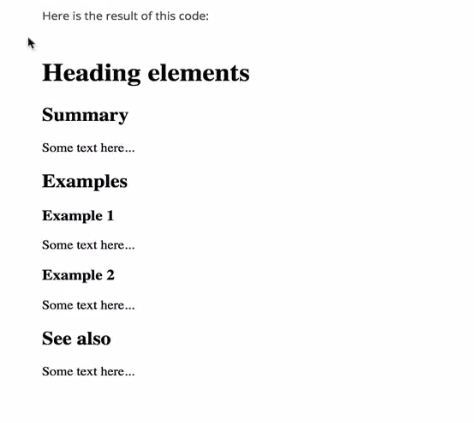 Here is the result of this code:
Heading elements
Summary
Some text here...
Examples
Example 1
Some text here...
Example 2
Some text here...
See also
Some text here...